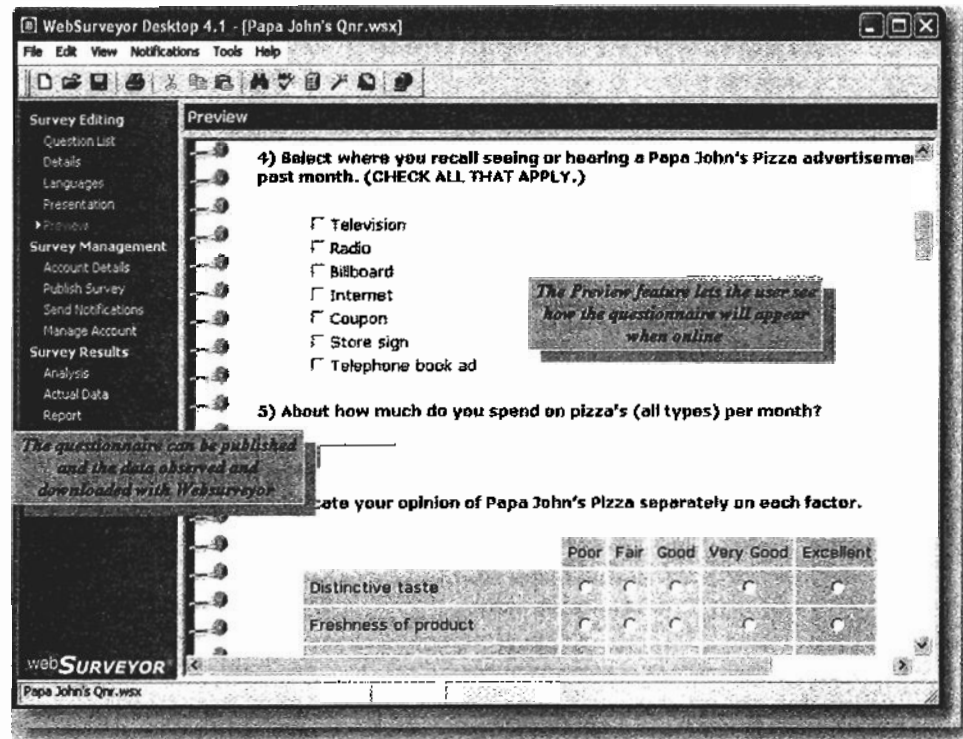 WebSurveyor Desktop 4.1 - [Papa John's Qnr.wsx]
File Edit View Notifications Tools Help
Survey Editing
Question List
Details
Languages
Presentation
Preview
Survey Management
Account Details
Publish Survey
Send Notifications
Manage Account
Survey Results
Analysis
Actual Data
Report
Preview
4) Select where you recall seeing or hearing a Papa John's Pizza advertisemen
past month. (CHECK ALL THAT APPLY.)
Television
Radio
Billboard
Internet
Coupon
Store sign
Telephone book ad
The Preview feature lets the user see
how the questionnaire will appear
when online
5) About how much do you spend on pizza's (all types) per month?
The questionnaire can be published
and the data observed and
downloaded with Websurveyor
cate your opinion of Papa John's Pizza separately on each factor.
Poor Fair Good Very Good Excellent
Distinctive taste
Freshness of product
webSURVEYOR
Papa John's Qnr.wsx